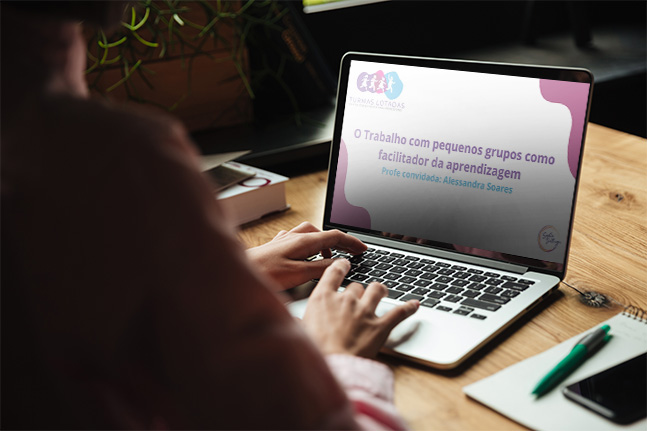 TURMAS LOTADAS
O Trabalho com pequenos grupos como
facilitador da aprendizagem
Profe convidada: Alessandra Soares